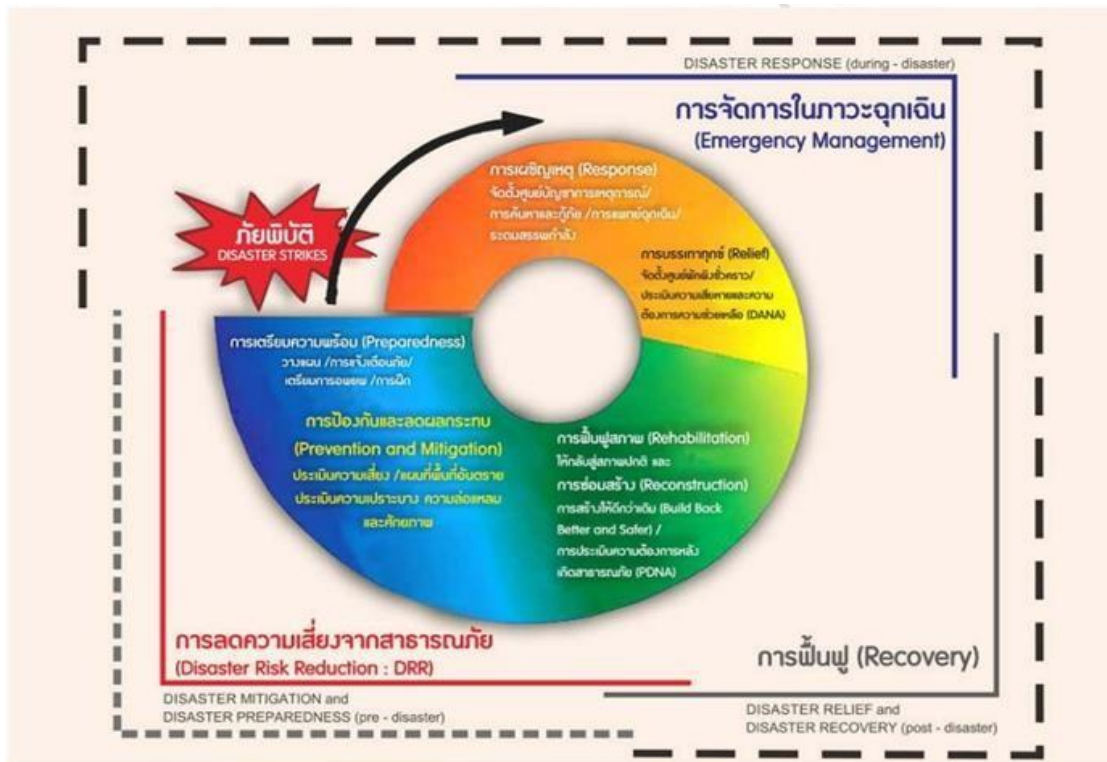 DISASTER RESPONSE (during - disaster)
การจัดการในภาวะฉุกเฉิน
(Emergency Management)
การเผชิญเหตุ (Response)
จัดตั้งศูนย์บัญชาการเหตุการณ์/
การค้นหาและกู้ภัย /การแพทย์ฉุกเฉิน/
ระดมสรรพกำลัง
ภัยพิบัติ
DISASTER STRIKES
การบรรเทาทุกข์ (Relief)
จัดตั้งศูนย์พักพิงชั่วคราว/
ประเมินความเสียหายและความ
ต้องการความช่วยเหลือ (DANA)
การเตรียมความพร้อม (Preparedness)
วางแผน /การแจ้งเตือนภัย/
เตรียมการอพยพ /การฝึก
การป้องกันและลดผลกระทบ
(Prevention and Mitigation)
ประเมินความเสี่ยง /แผนที่พื้นที่อันตราย
ประเมินความเปราะบาง ความล่อแหลม
และศักยภาพ
การฟื้นฟูสภาพ (Rehabilitation)
ให้กลับสู่สภาพปกติ และ
การซ่อมสร้าง (Reconstruction)
การสร้างให้ดีกว่าเดิม (Build Back
Better and Safer) /
การประเมินความต้องการหลัง
เกิดสาธารณภัย (PDNA)
การลดความเสี่ยงจากสาธารณภัย
(Disaster Risk Reduction : DRR)
DISASTER MITIGATION and
DISASTER PREPAREDNESS (pre - disaster)
การฟื้นฟู (Recovery)
DISASTER RELIEF and
DISASTER RECOVERY (post - disaster)